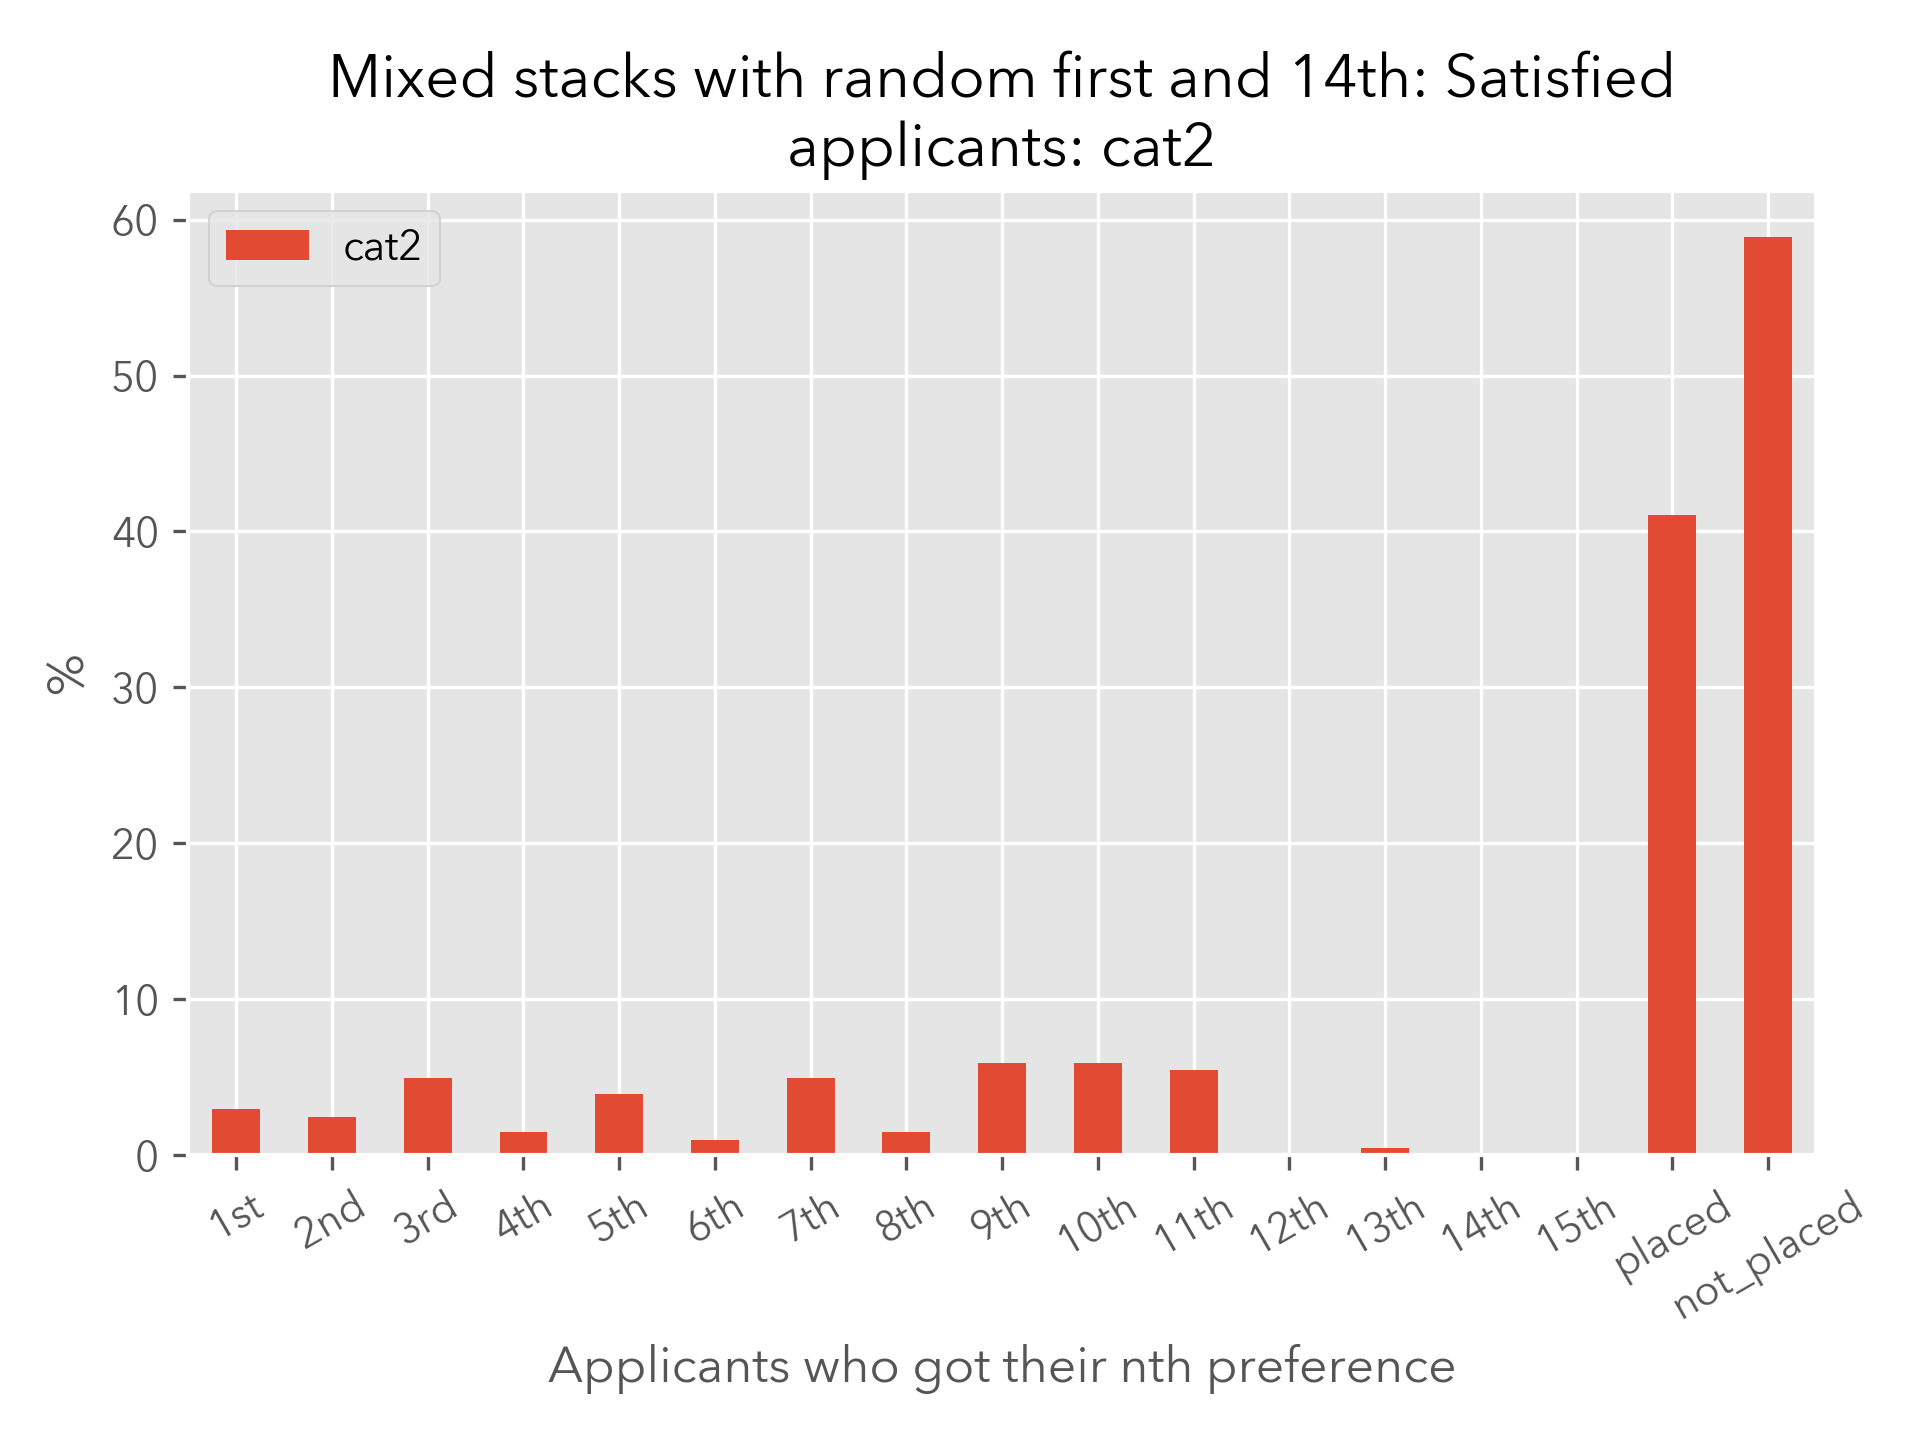 Mixed stacks with random first and 14th: Satisfied
applicants: cat2
cat2
60
50
40
30
20
10
0
%
1st
2nd
3rd
4th
5th
6th
7th
8th
9th
10th
11th
12th
13th
14th
15th
placed
not_placed
Applicants who got their nth preference